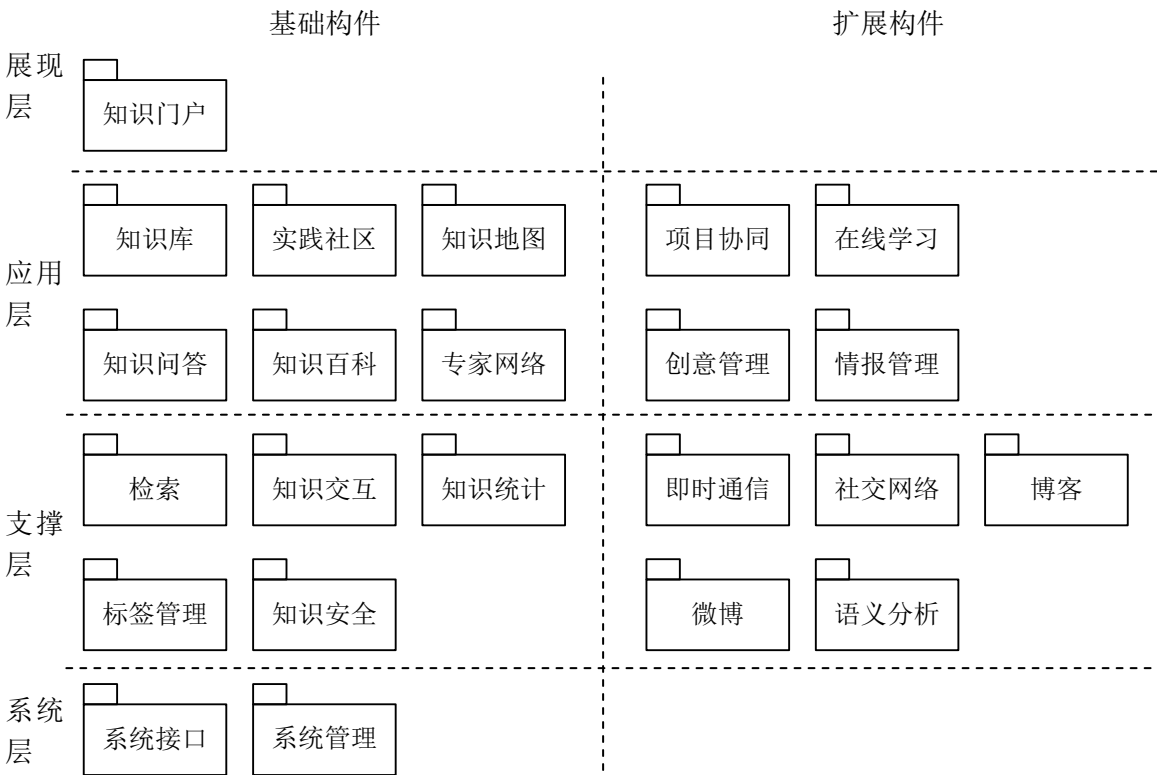 基础构件
扩展构件
展现
层
知识门户
应用
层
知识库
实践社区
知识地图
项目协同
在线学习
知识问答
知识百科
专家网络
创意管理
情报管理
支撑
层
检索
知识交互
知识统计
即时通信
社交网络
博客
标签管理
知识安全
微博
语义分析
系统
层
系统接口
系统管理